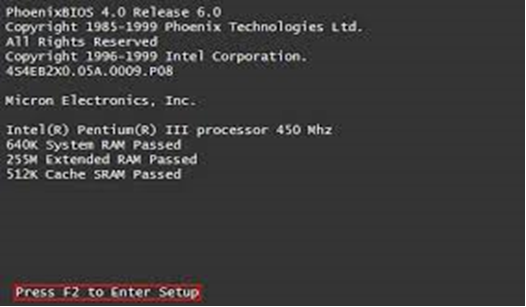 PhoenixBIOS 4.0 Release 6.0
Copyright 1985-1999 Phoenix Technologies Ltd.
All Rights Reserved
Copyright 1996-1999 Intel Corporation.
4S4EB2X0.05A.0009.P08
Micron Electronics, Inc.
Intel(R) Pentium(R) III processor 450 Mhz
640K System RAM Passed
255M Extended RAM Passed
512K Cache SRAM Passed
Press F2 to Enter Setup